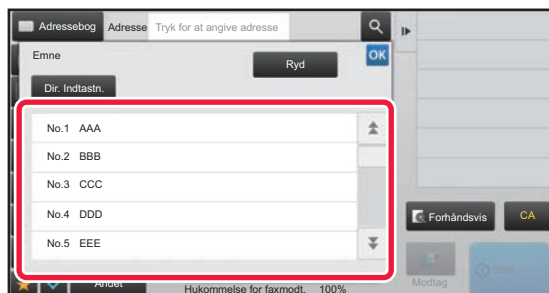 Adressebog Adresse Tryk for at angive adresse
Emne Ryd OK
Dir. Indtastn.
No.1 AAA
No.2 BBB
No.3 CCC
No.4 DDD
No.5 EEE
Forhåndsvis CA
Andet Modtag Start
Hukommelse for faxmodt. 100%